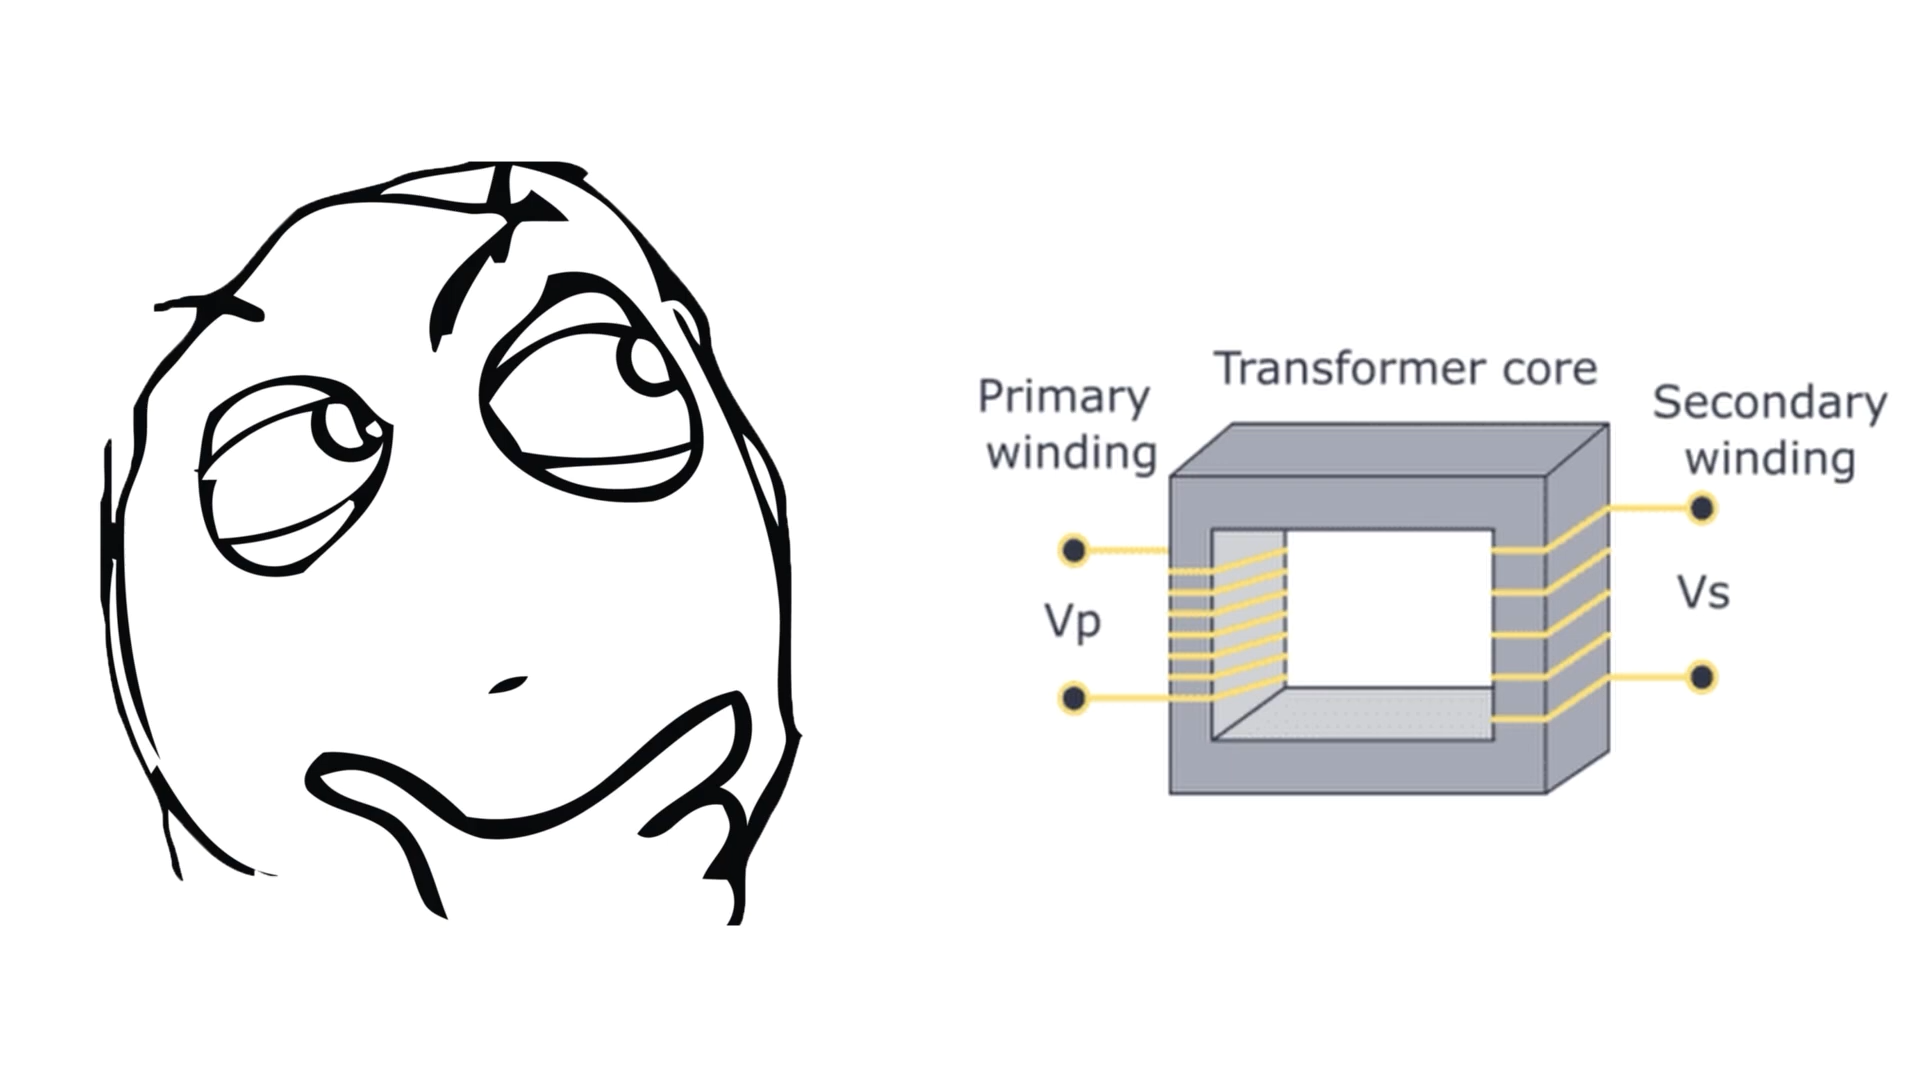 Transformer core
Primary
winding
Secondary
winding
Vp
Vs